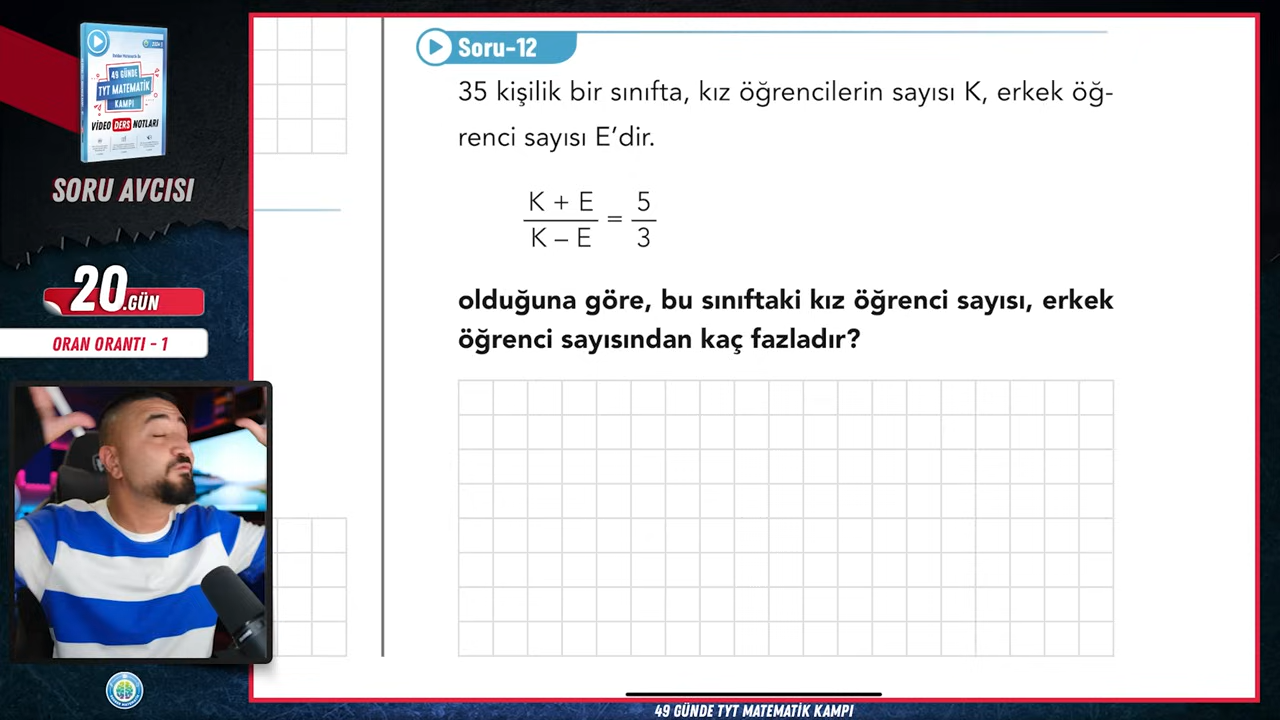 49 GÜNDE
TYT MATEMATİK
KAMPI
VİDEO DERS NOTLARI
SORU AVCISI
20.GÜN
ORAN ORANTI - 1
Soru-12
35 kişilik bir sınıfta, kız öğrencilerin sayısı K, erkek öğ-
renci sayısı E’dir.
K + E / K – E = 5 / 3
olduğuna göre, bu sınıftaki kız öğrenci sayısı, erkek
öğrenci sayısından kaç fazladır?
49 GÜNDE TYT MATEMATİK KAMPI